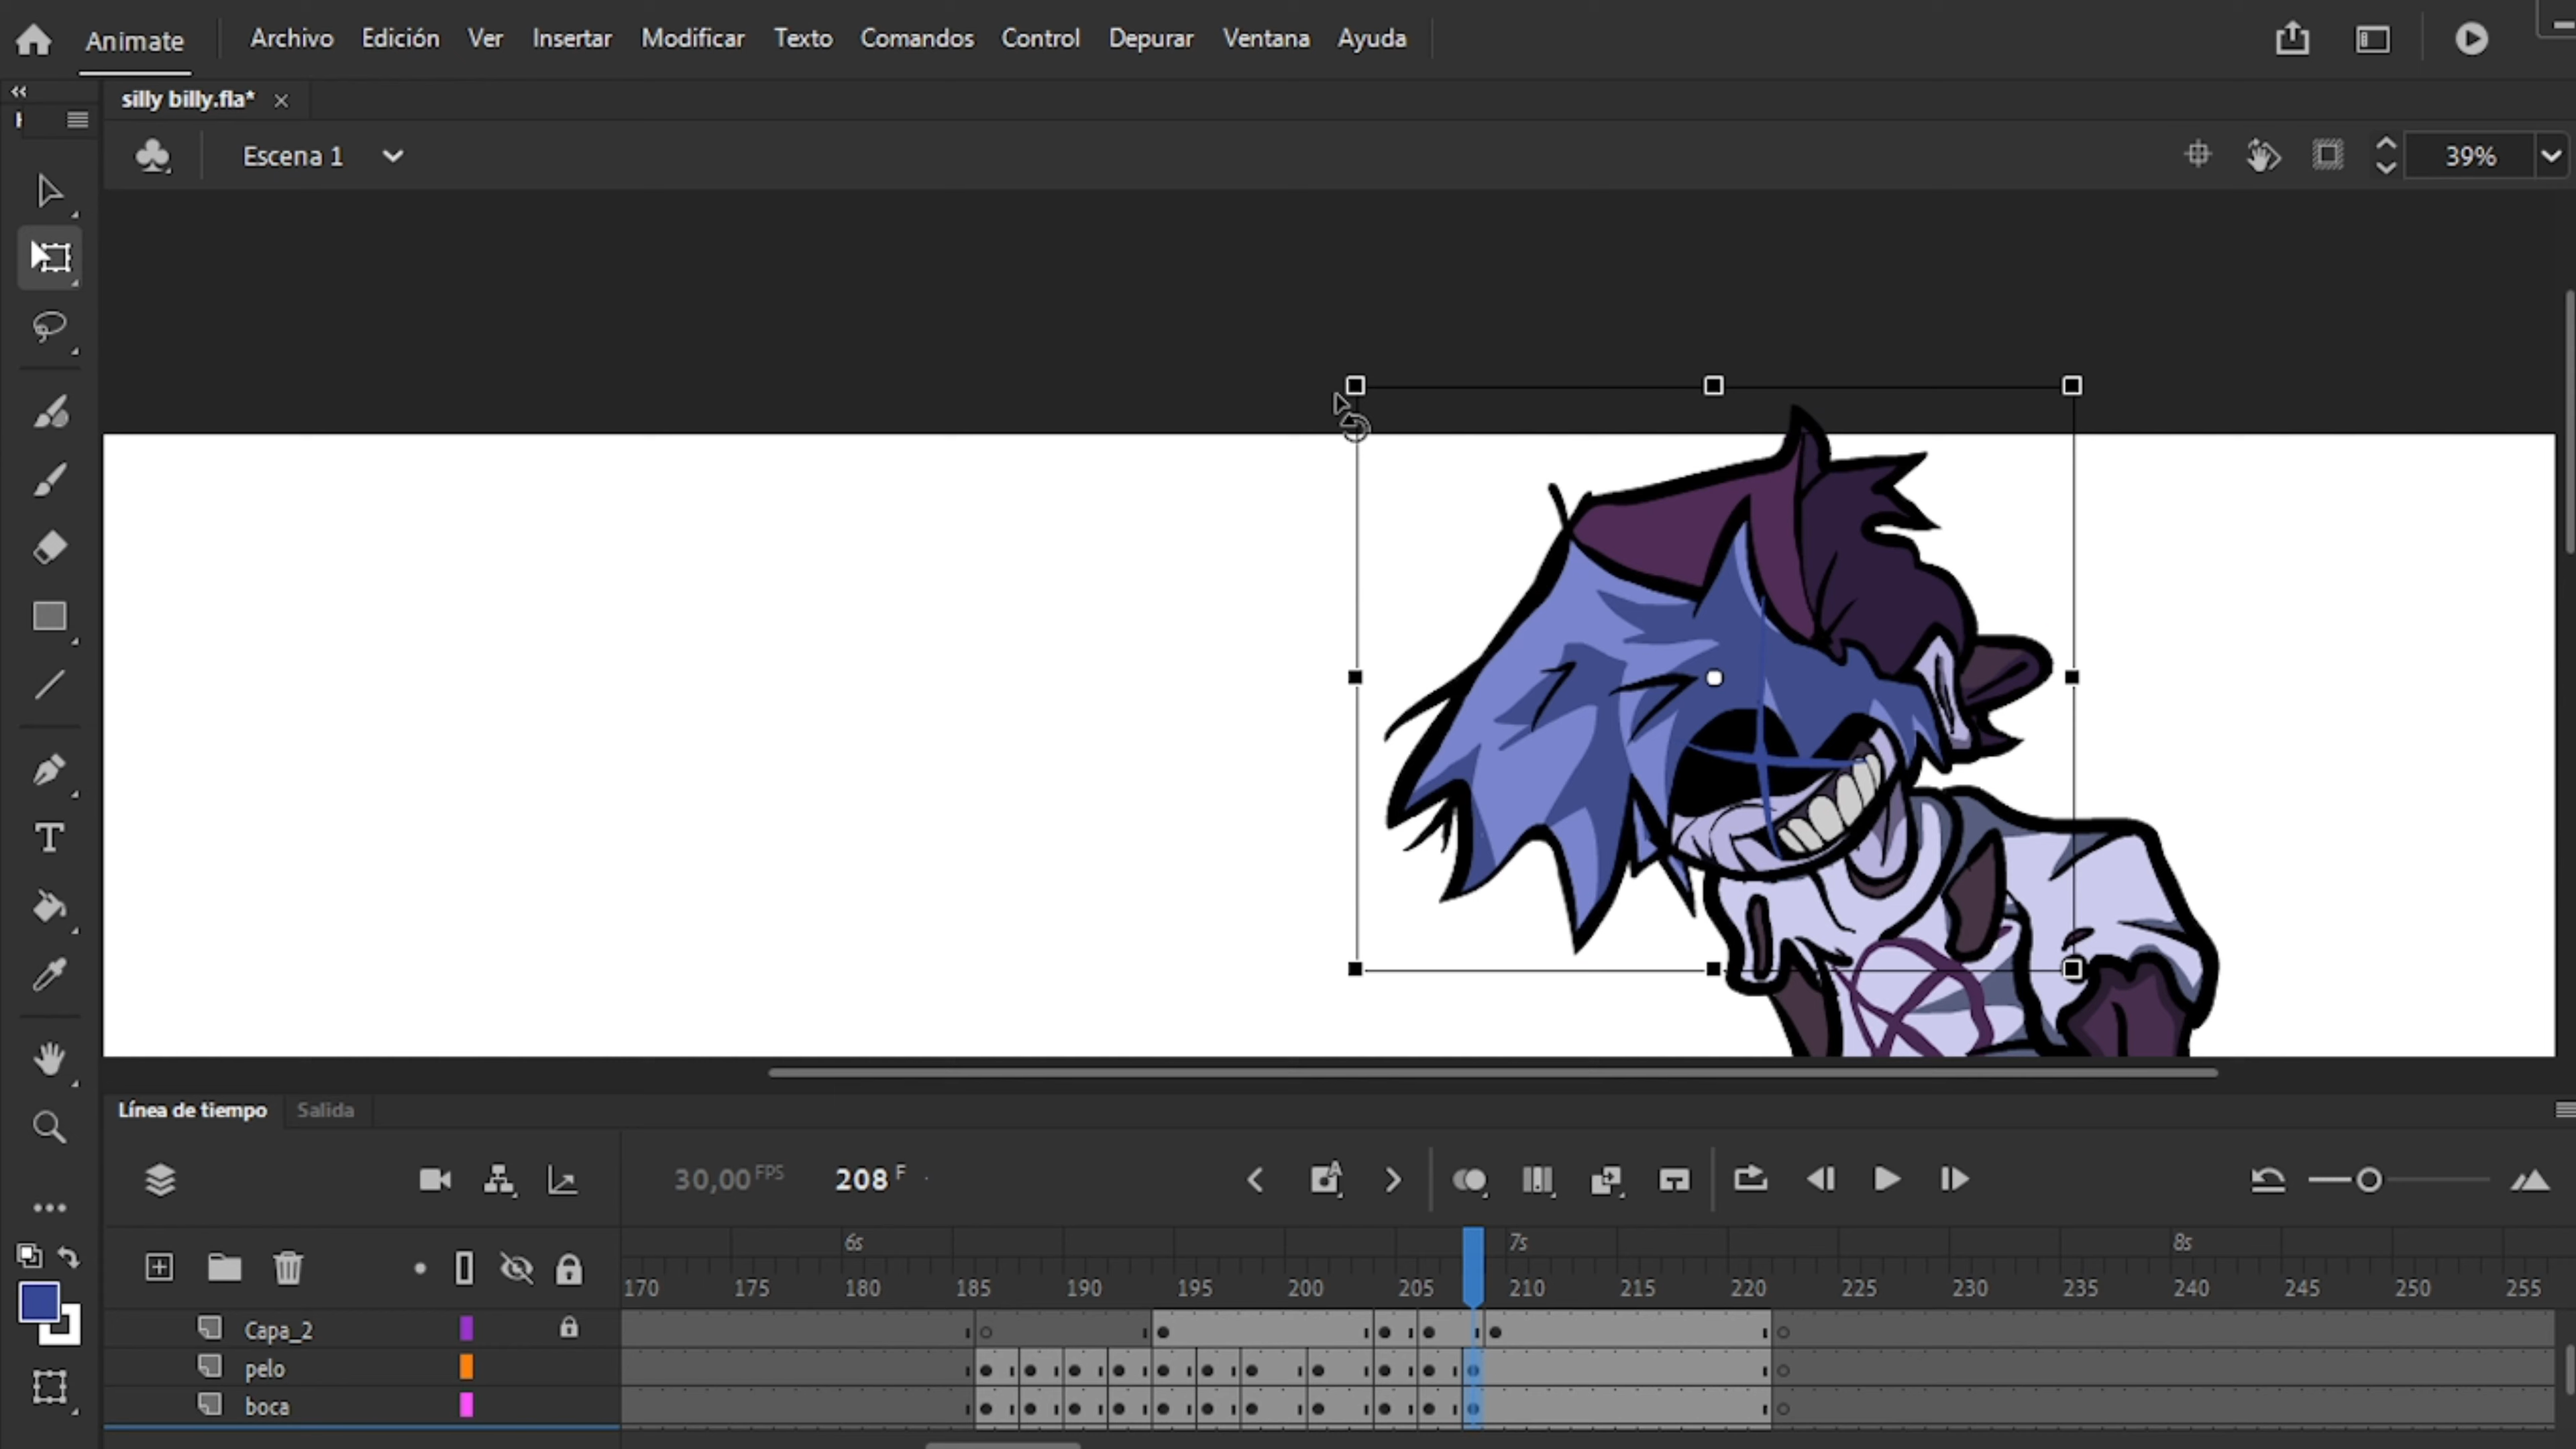 Animate Archivo Edición Ver Insertar Modificar Texto Comandos Control Depurar Ventana Ayuda
silly billy.fla*
Escena 1 39%
Línea de tiempo Salida
30,00 FPS 208 F
6s 7s 8s
170 175 180 185 190 195 200 205 210 215 220 225 230 235 240 245 250 255
Capa_2
pelo
boca